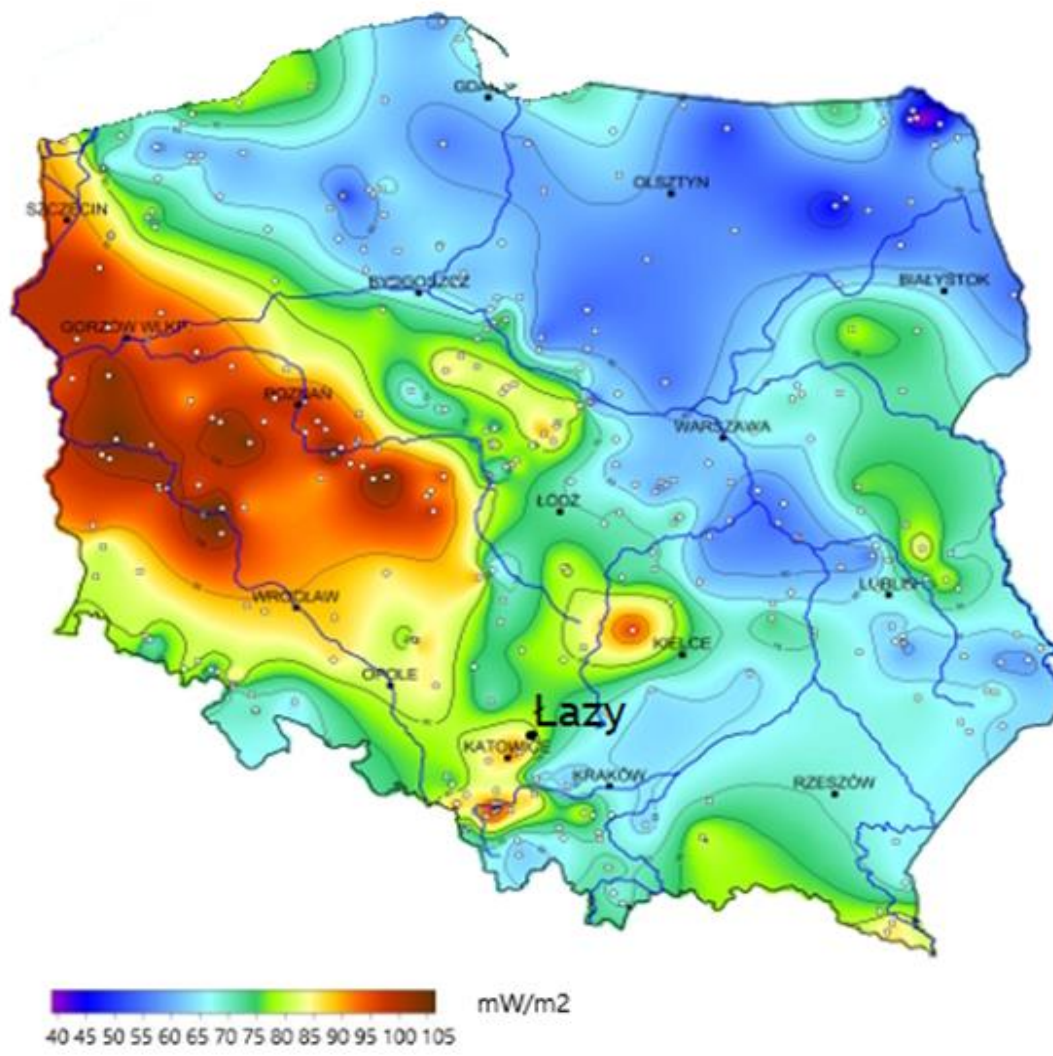 GDAŃSK
OLSZTYN
SZCZECIN
BIAŁYSTOK
BYDGOSZCZ
GORZÓW WLKP
POZNAŃ
WARSZAWA
ŁÓDŹ
LUBLIN
WROCŁAW
KIELCE
OPOLE
Łazy
KATOWICE
KRAKÓW
RZESZÓW
mW/m2
40 45 50 55 60 65 70 75 80 85 90 95 100 105